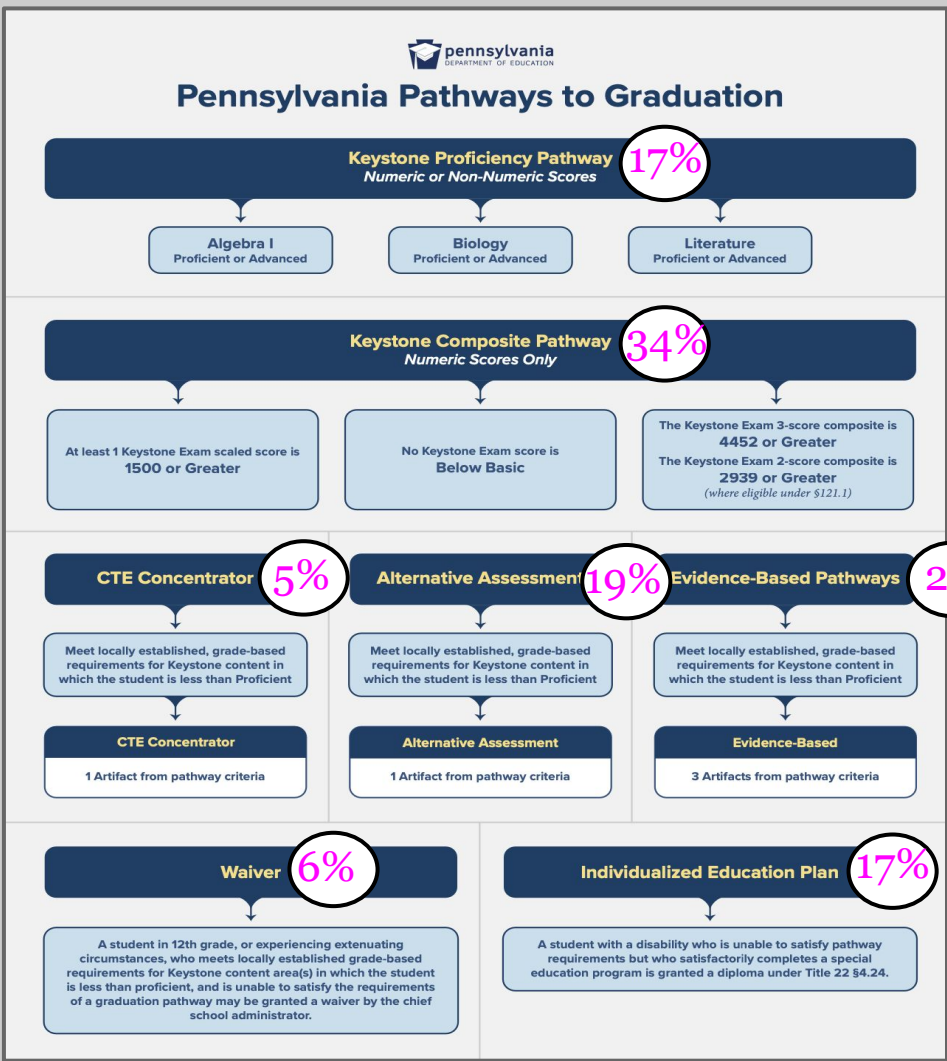 pennsylvania
DEPARTMENT OF EDUCATION
Pennsylvania Pathways to Graduation
Keystone Proficiency Pathway
Numeric or Non-Numeric Scores
17%
Algebra I
Proficient or Advanced
Biology
Proficient or Advanced
Literature
Proficient or Advanced
Keystone Composite Pathway
Numeric Scores Only
34%
At least 1 Keystone Exam scaled score is
1500 or Greater
No Keystone Exam score is
Below Basic
The Keystone Exam 3-score composite is
4452 or Greater
The Keystone Exam 2-score composite is
2939 or Greater
(where eligible under §121.1)
CTE Concentrator
5%
Meet locally established, grade-based
requirements for Keystone content in
which the student is less than Proficient
CTE Concentrator
1 Artifact from pathway criteria
Alternative Assessment
19%
Meet locally established, grade-based
requirements for Keystone content in
which the student is less than Proficient
Alternative Assessment
1 Artifact from pathway criteria
Evidence-Based Pathways
Meet locally established, grade-based
requirements for Keystone content in
which the student is less than Proficient
Evidence-Based
3 Artifacts from pathway criteria
Waiver
6%
A student in 12th grade, or experiencing extenuating
circumstances, who meets locally established grade-based
requirements for Keystone content area(s) in which the student
is less than proficient, and is unable to satisfy the requirements
of a graduation pathway may be granted a waiver by the chief
school administrator.
Individualized Education Plan
17%
A student with a disability who is unable to satisfy pathway
requirements but who satisfactorily completes a special
education program is granted a diploma under Title 22 §4.24.